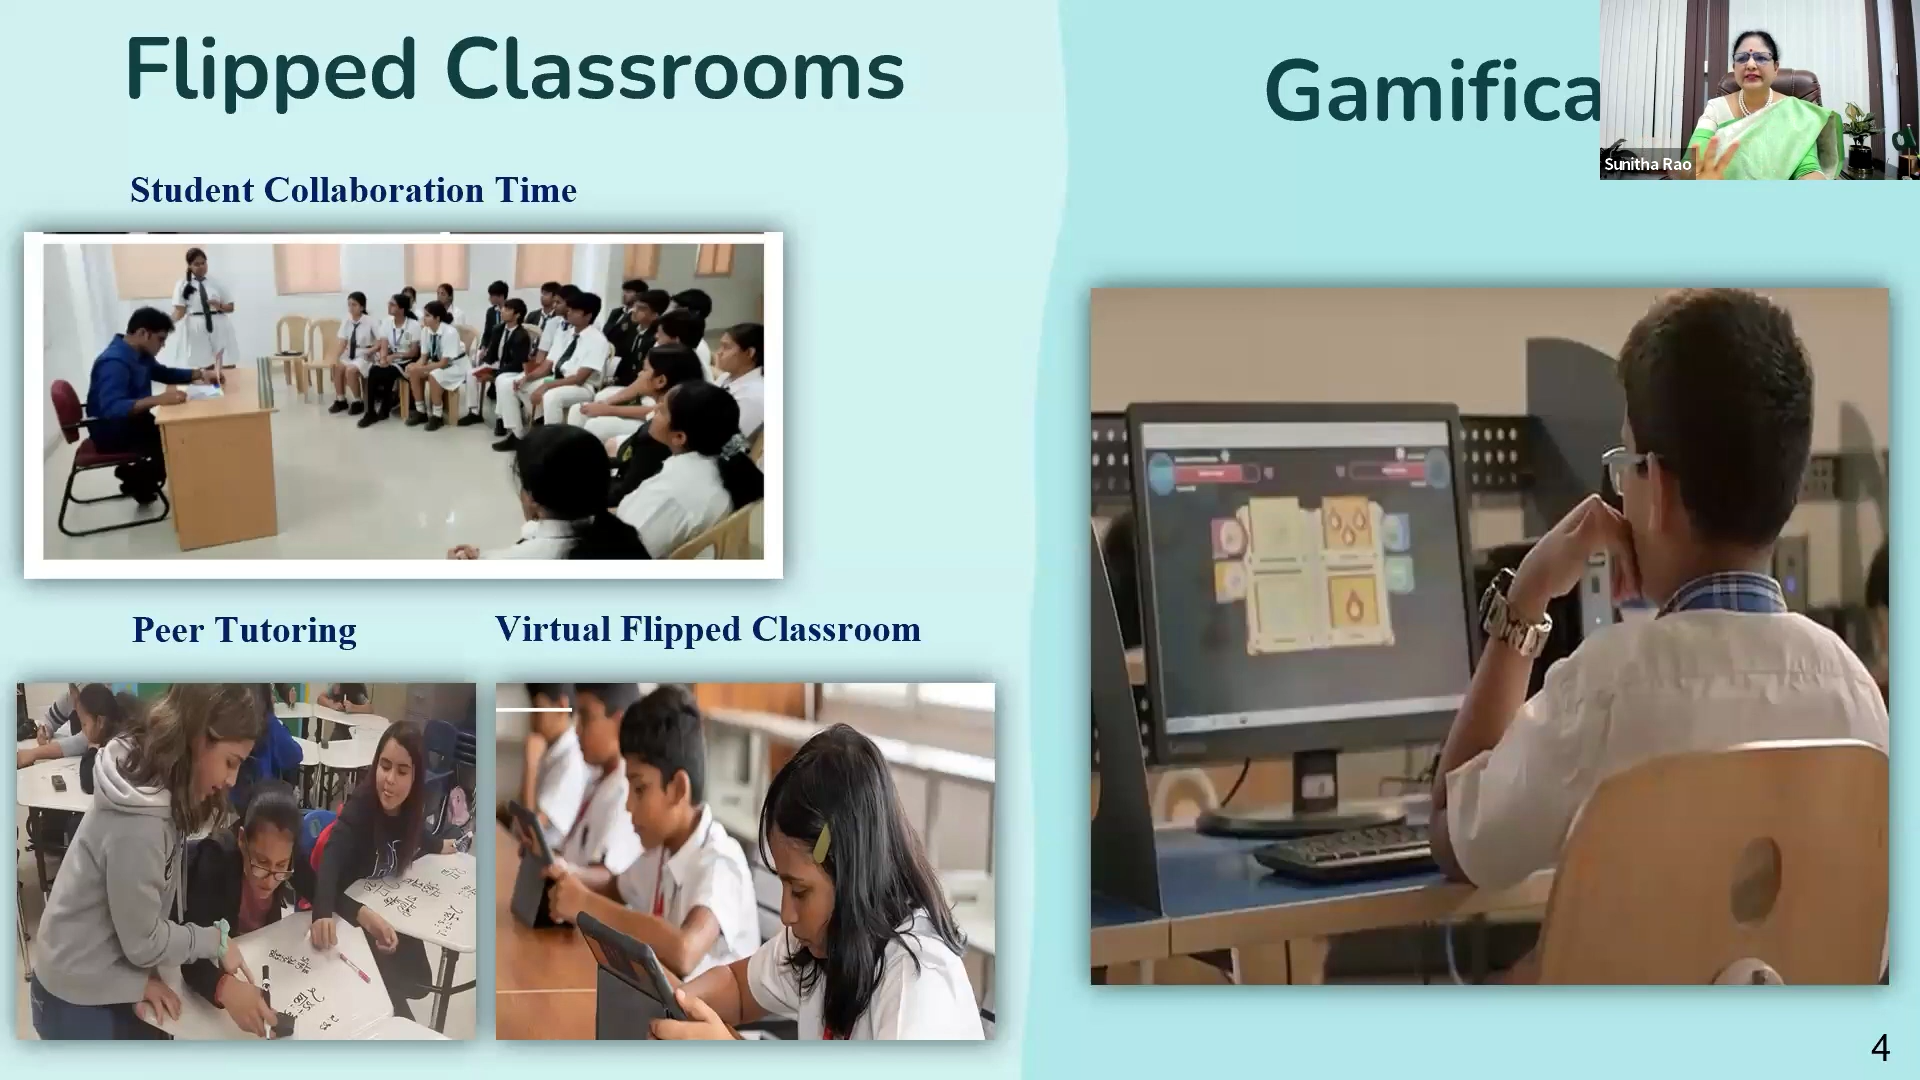 Flipped Classrooms
Gamifica
Sunitha Rao
Student Collaboration Time
Peer Tutoring
Virtual Flipped Classroom
4